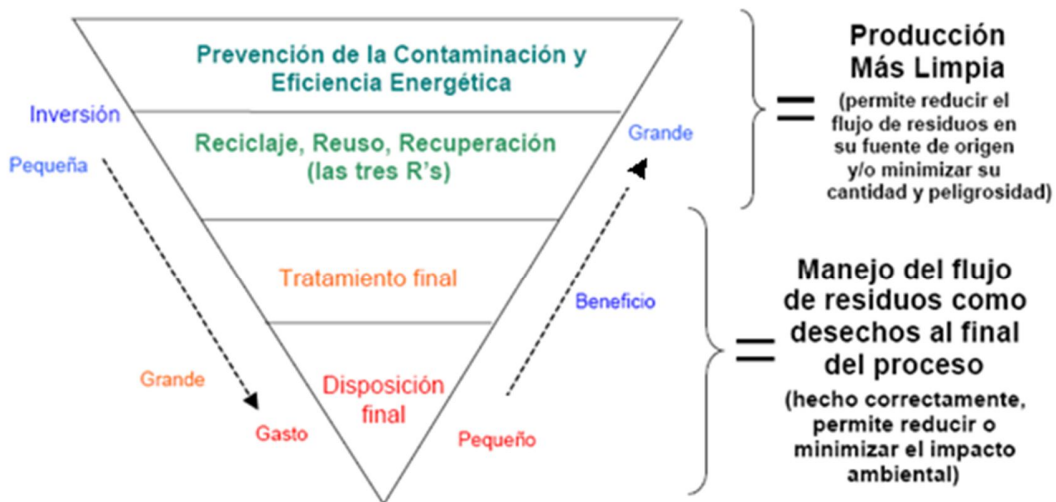 Prevención de la Contaminación y
Eficiencia Energética
Inversión
Pequeña
Reciclaje, Reuso, Recuperación
(las tres R's)
Grande
Tratamiento final
Beneficio
Grande
Gasto
Disposición
final
Pequeño
=
Producción
Más Limpia
(permite reducir el
flujo de residuos en
su fuente de origen
y/o minimizar su
cantidad y peligrosidad)
=
Manejo del flujo
de residuos como
desechos al final
del proceso
(hecho correctamente,
permite reducir o
minimizar el impacto
ambiental)